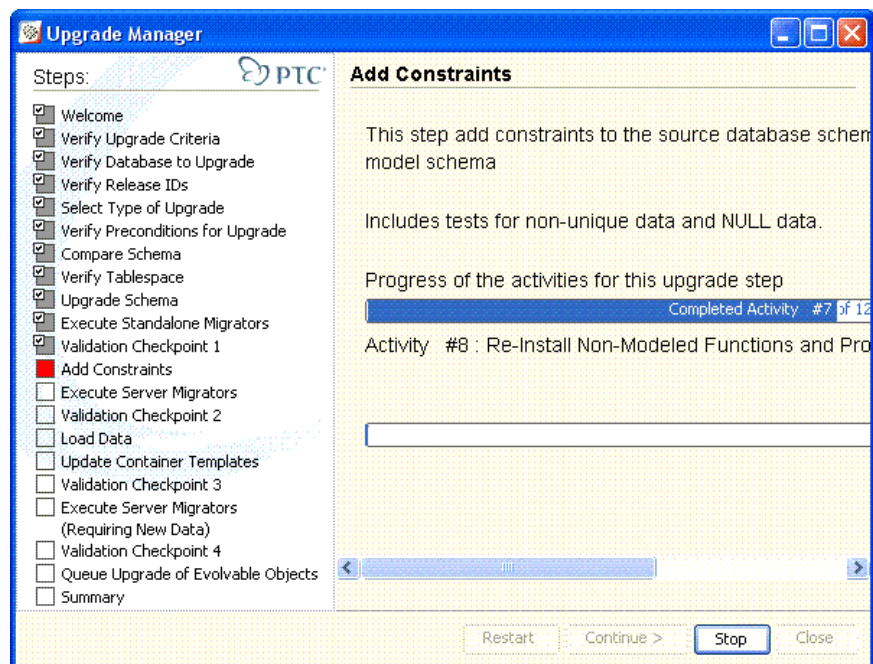 Upgrade Manager
Steps:
PTC
Welcome
Verify Upgrade Criteria
Verify Database to Upgrade
Verify Release IDs
Select Type of Upgrade
Verify Preconditions for Upgrade
Compare Schema
Verify Tablespace
Upgrade Schema
Execute Standalone Migrators
Validation Checkpoint 1
Add Constraints
Execute Server Migrators
Validation Checkpoint 2
Load Data
Update Container Templates
Validation Checkpoint 3
Execute Server Migrators
(Requiring New Data)
Validation Checkpoint 4
Queue Upgrade of Evolvable Objects
Summary
Add Constraints
This step add constraints to the source database schem
model schema
Includes tests for non-unique data and NULL data.
Progress of the activities for this upgrade step
Completed Activity #7 of 12
Activity #8 : Re-Install Non-Modeled Functions and Pro
Restart Continue > Stop Close